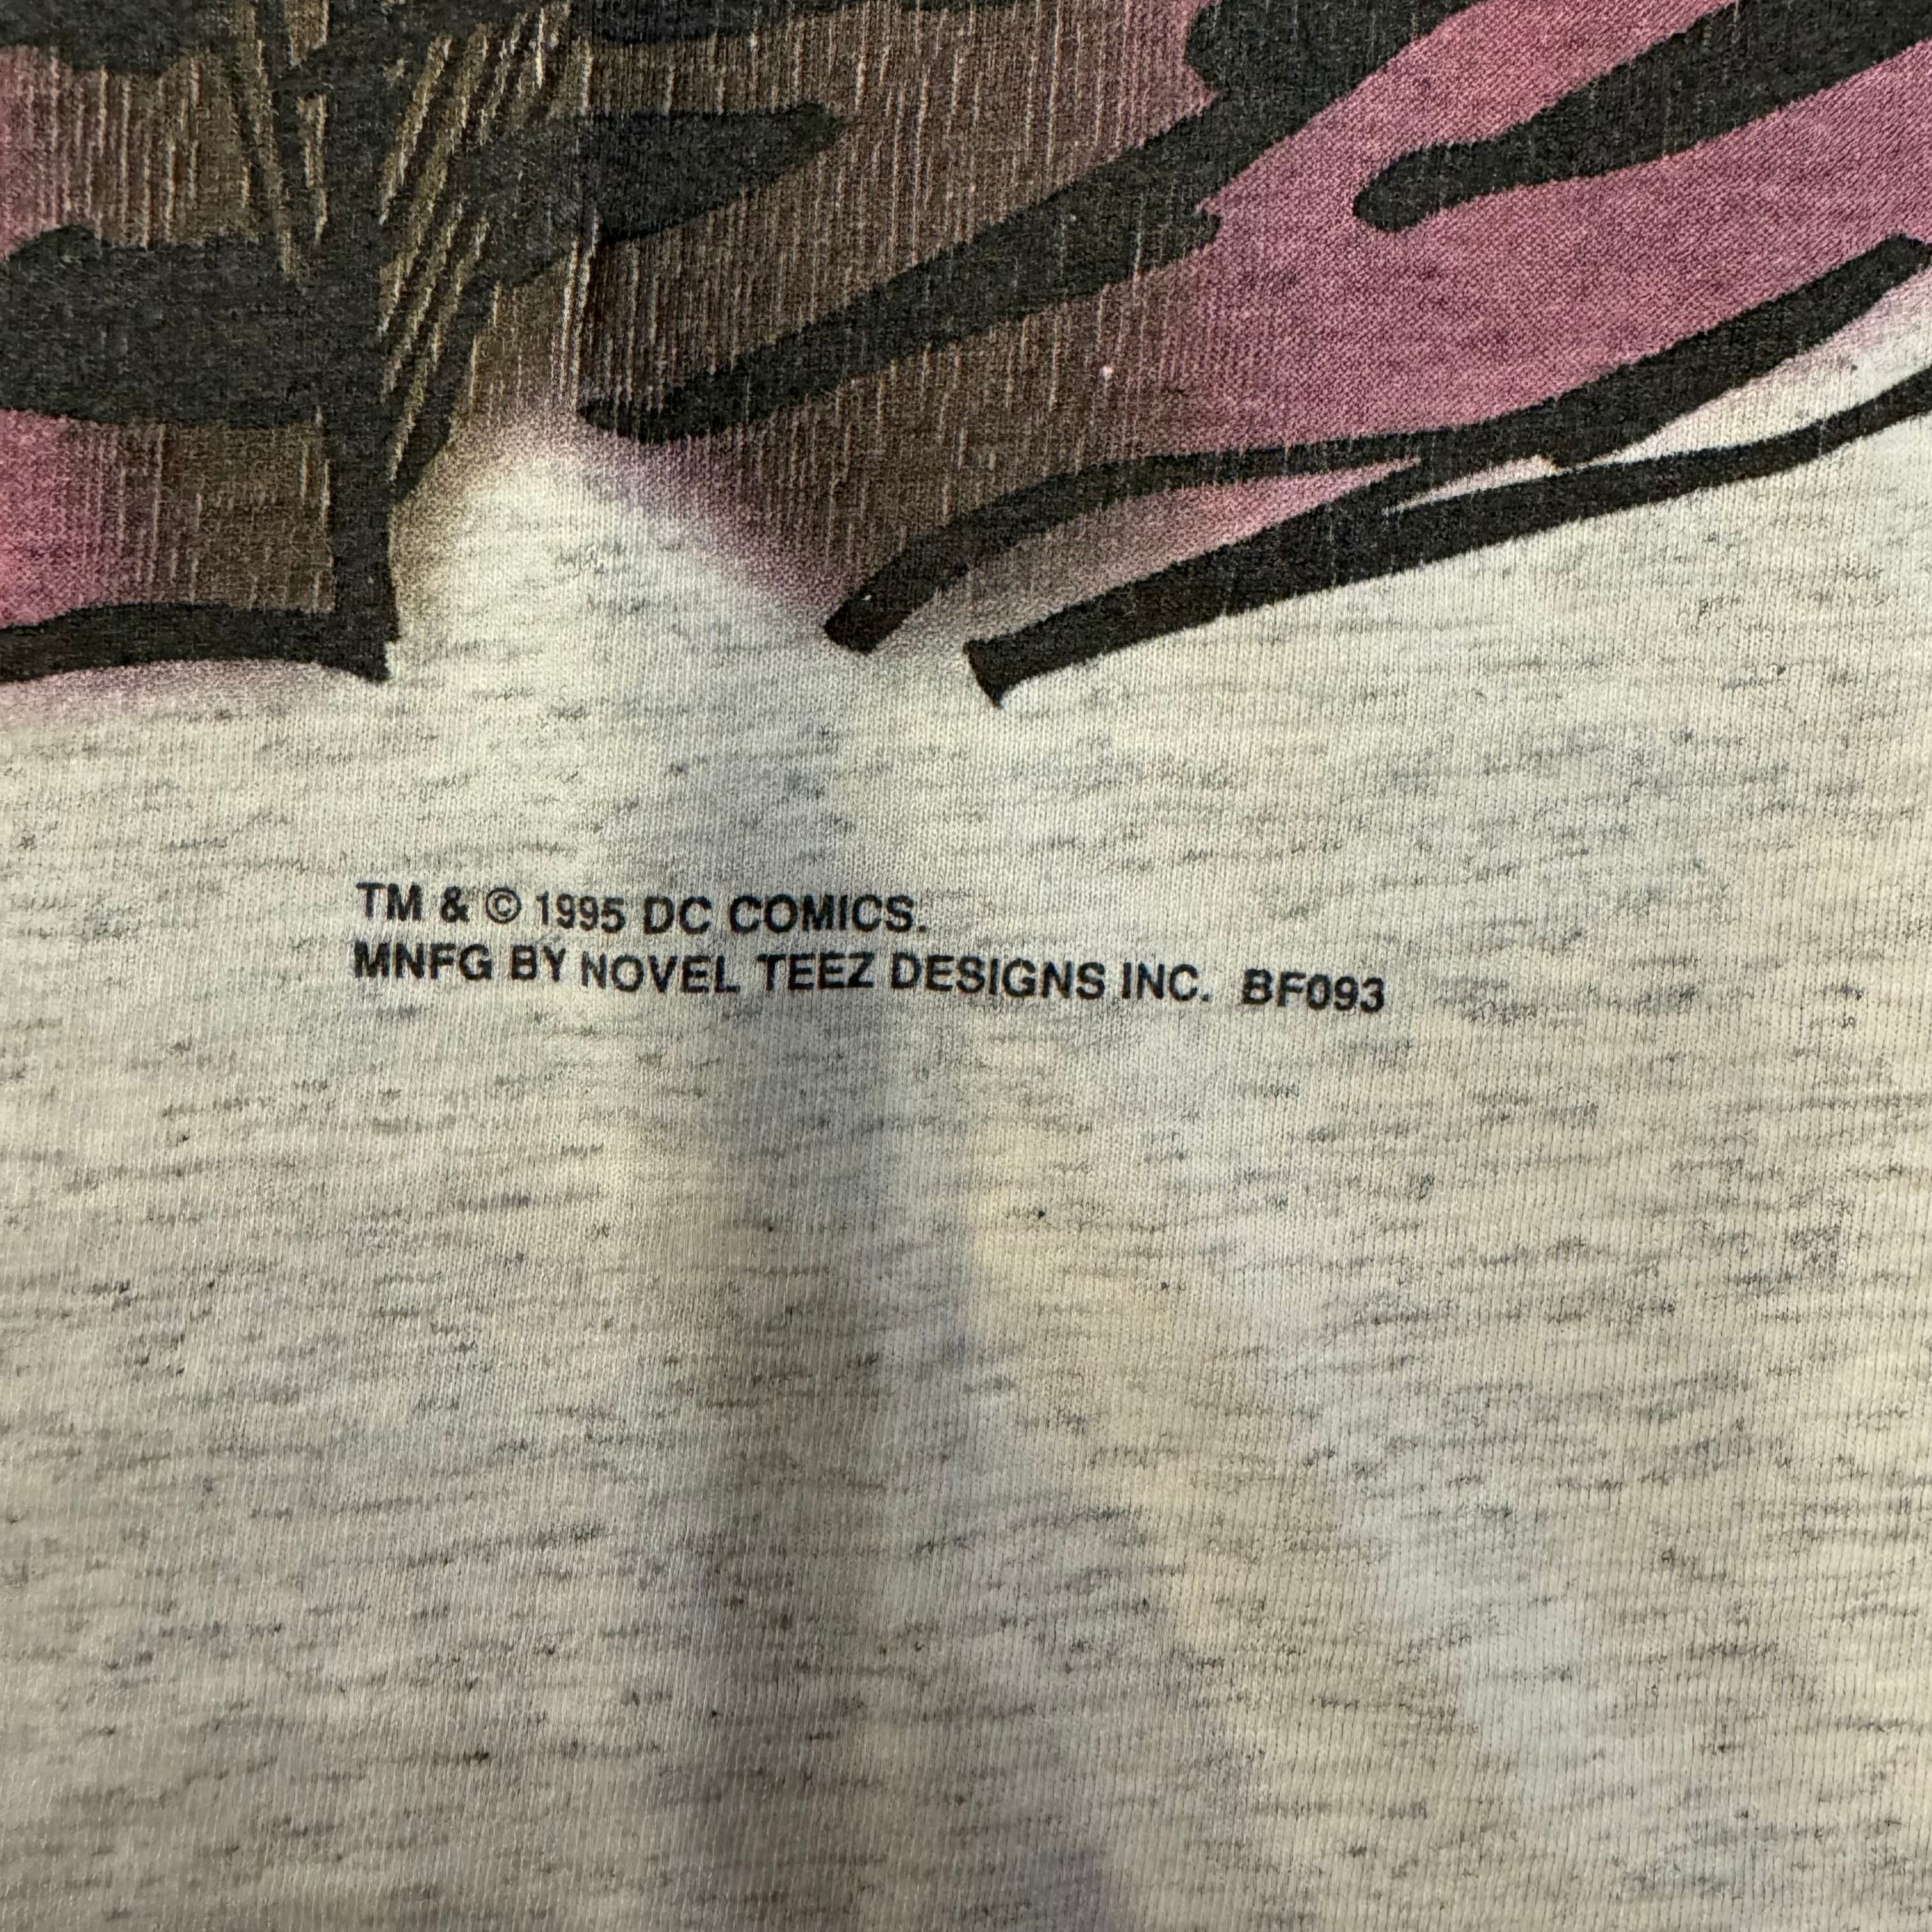 TM & © 1995 DC COMICS.
MNFG BY NOVEL TEEZ DESIGNS INC. BF093